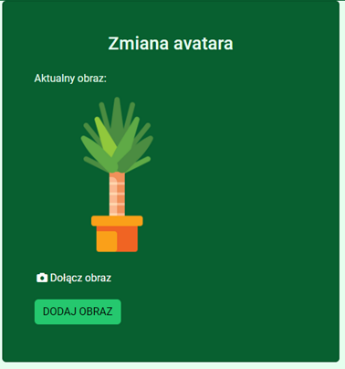 Zmiana avatara
Aktualny obraz:
Dołącz obraz
DODAJ OBRAZ